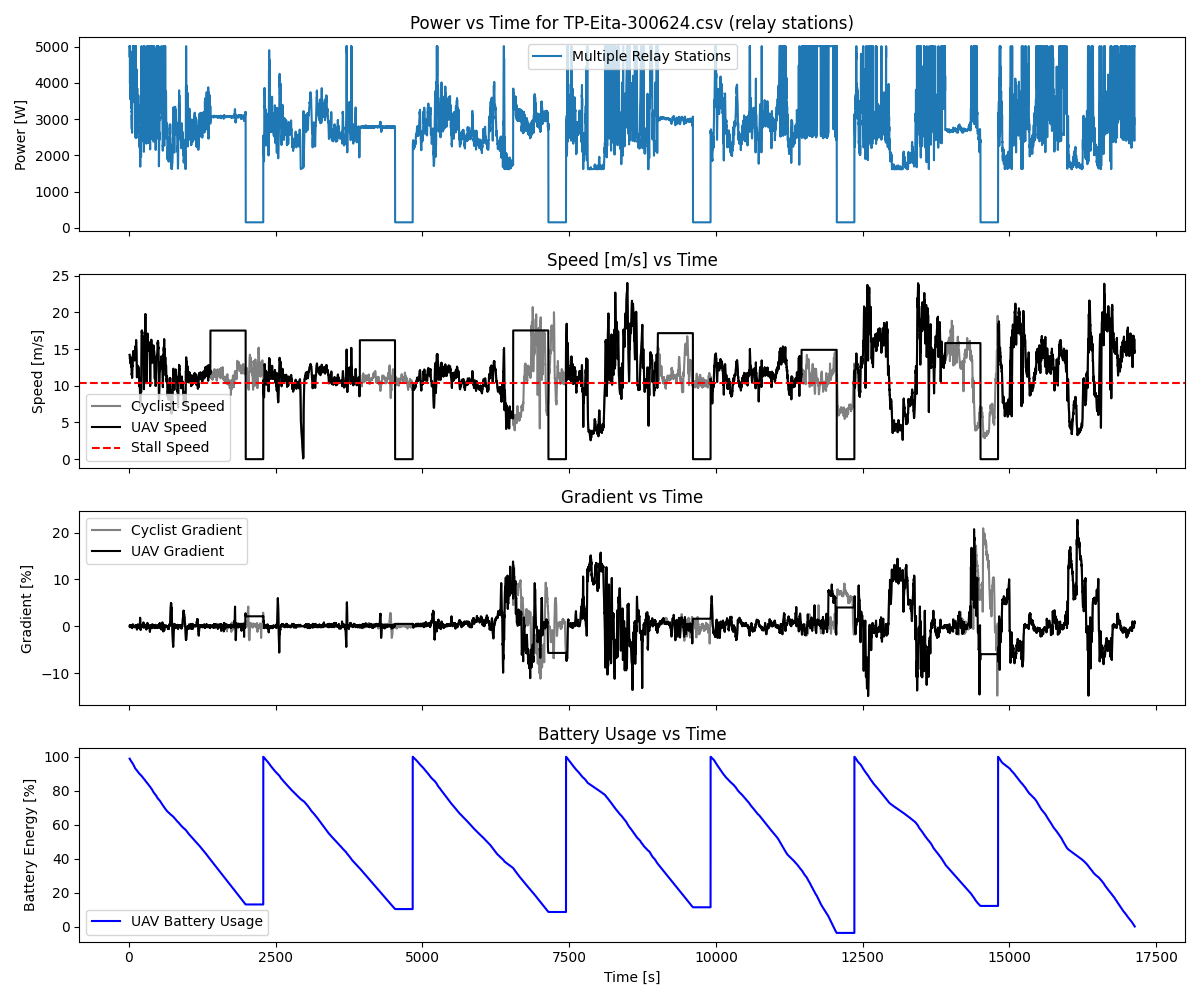 Power vs Time for TP-Eita-300624.csv (relay stations)
5000
4000
3000
2000
1000
0
Power [W]
Multiple Relay Stations
Speed [m/s] vs Time
25
20
15
10
5
0
Speed [m/s]
Cyclist Speed
UAV Speed
Stall Speed
Gradient vs Time
20
10
0
−10
Gradient [%]
Cyclist Gradient
UAV Gradient
Battery Usage vs Time
100
80
60
40
20
0
Battery Energy [%]
UAV Battery Usage
0 2500 5000 7500 10000 12500 15000 17500
Time [s]